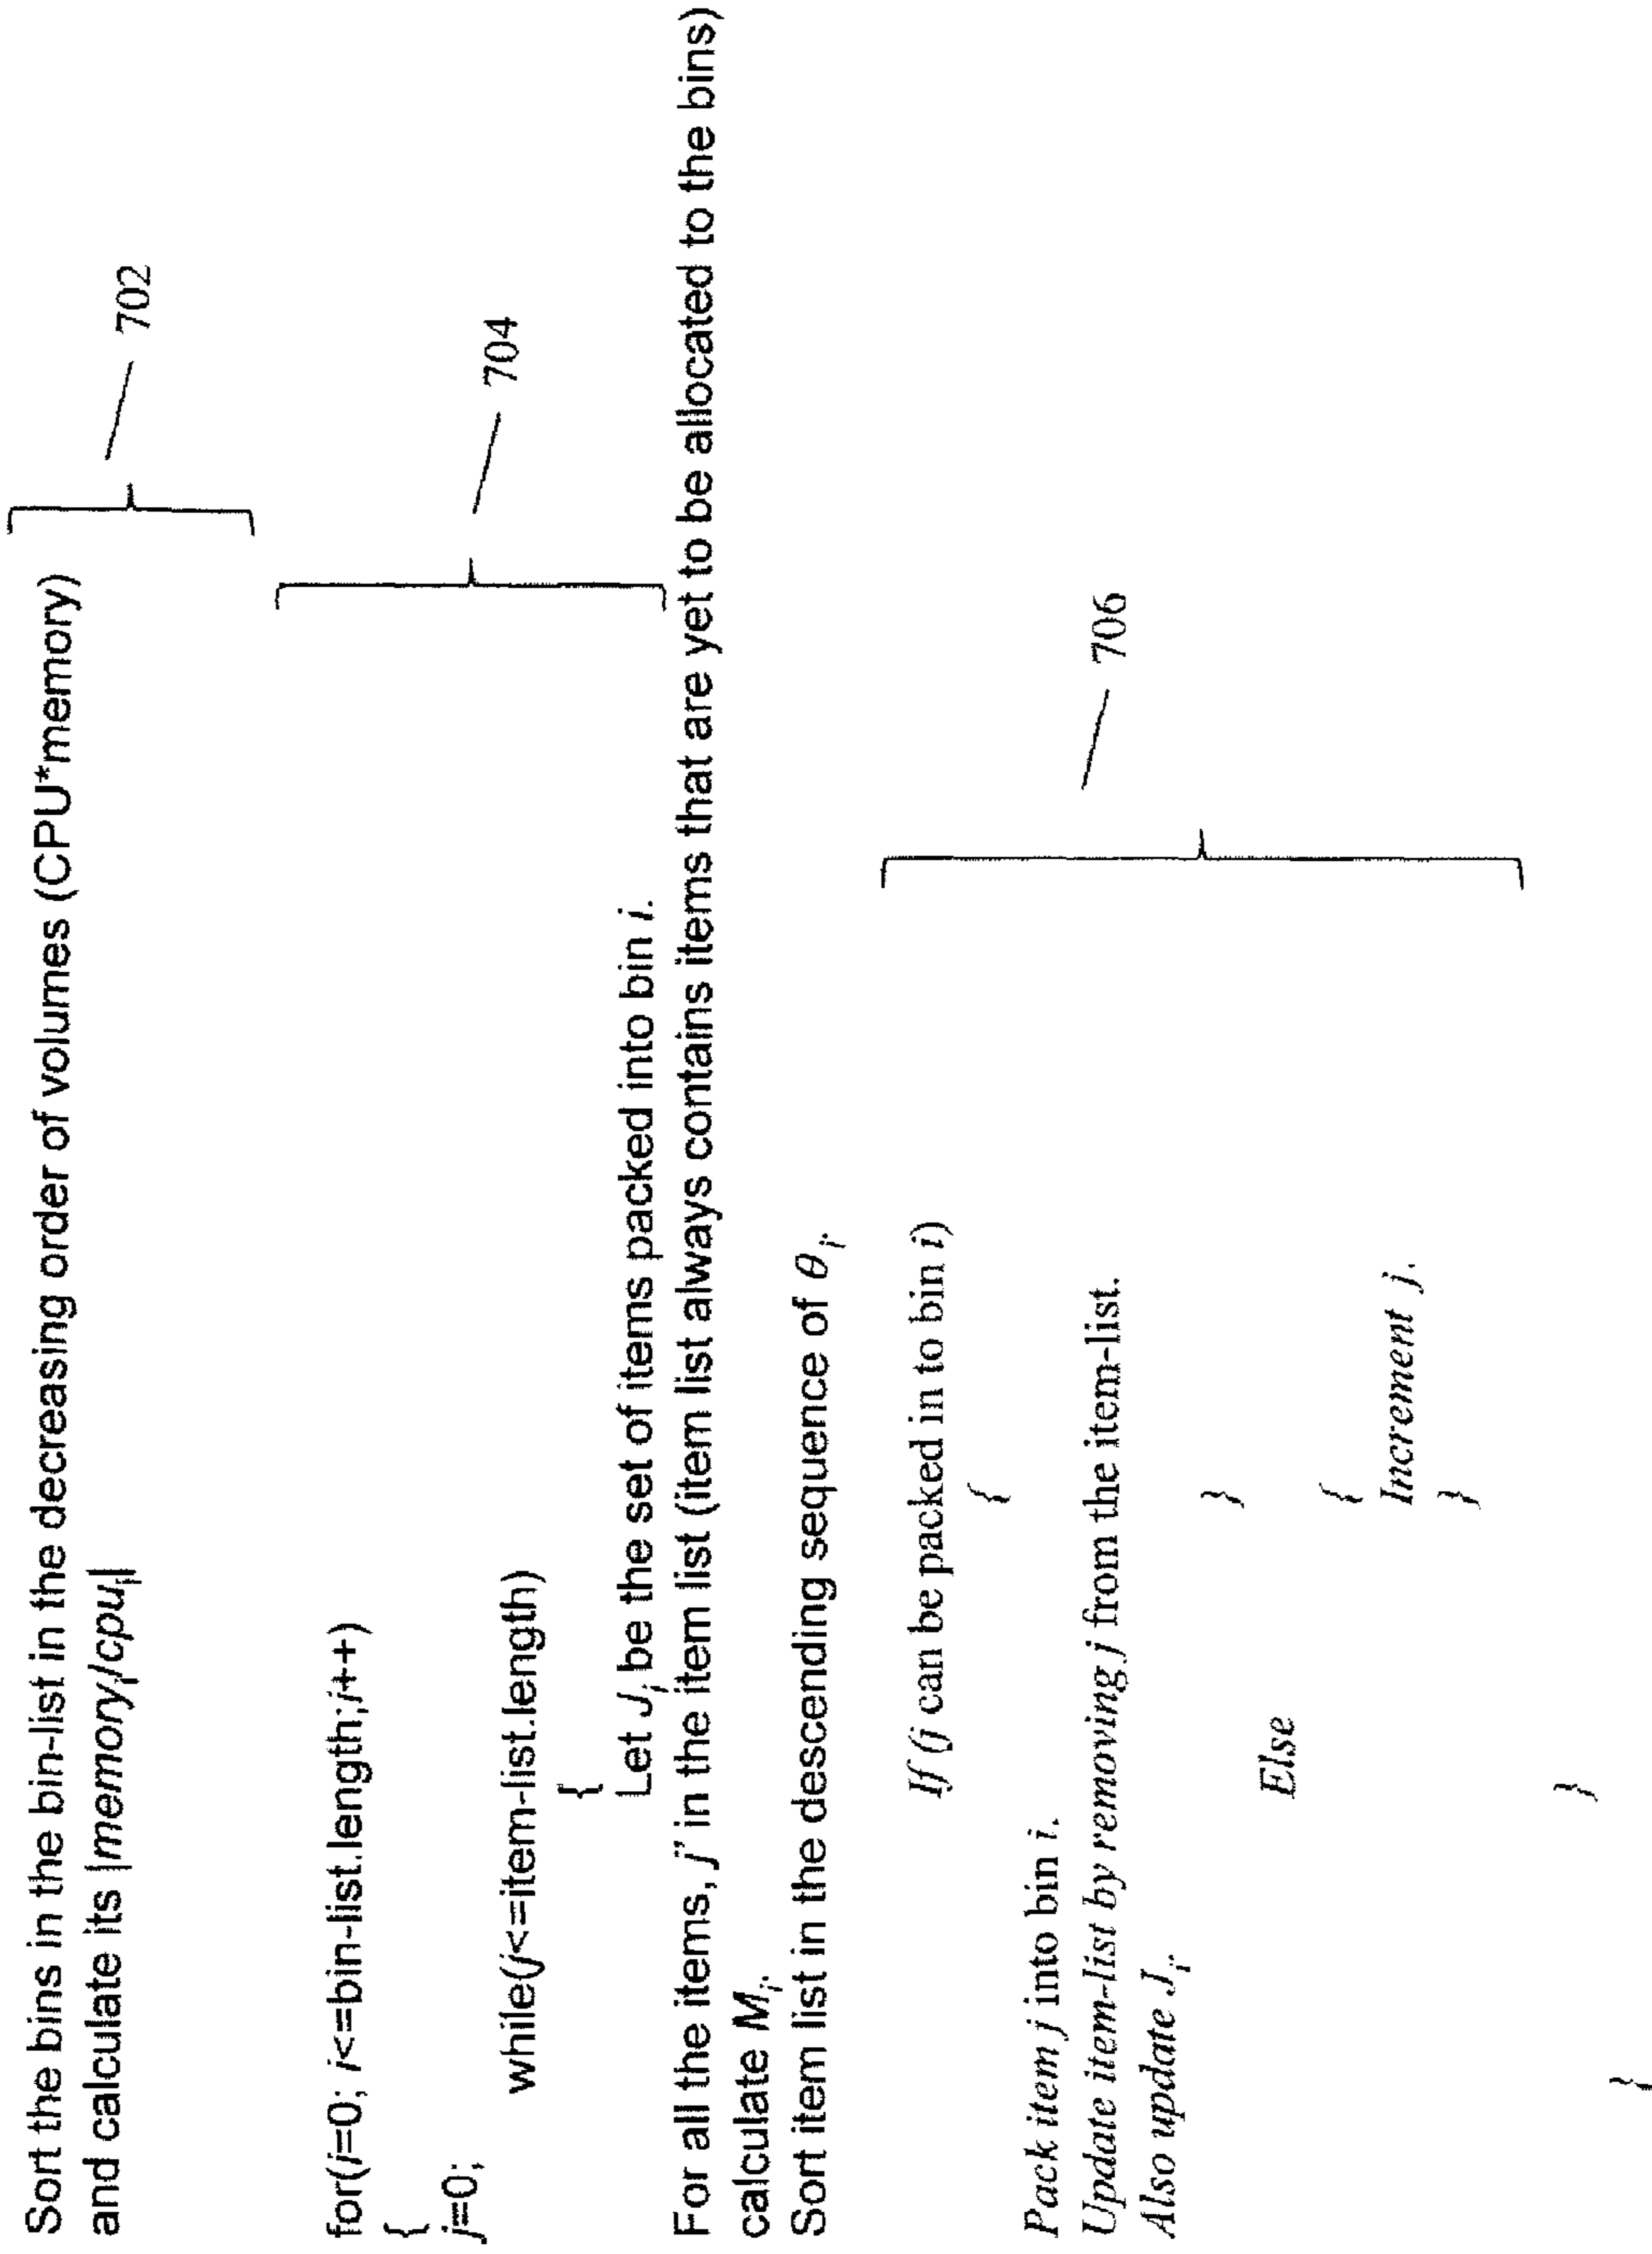 Sort the bins in the bin-list in the decreasing order of volumes (CPU*memory)
and calculate its |memoryᵢ/cpuᵢ|
702
for(i=0; i<=bin-list.length;i++)
{
j=0;
704
while(j<=item-list.length)
{
Let Jᵢ be the set of items packed into bin i.
For all the items, j' in the item list (item list always contains items that are yet to be allocated to the bins)
calculate Mᵢ.
Sort item list in the descending sequence of θᵢ.
If (j can be packed in to bin i)
{
Pack item j into bin i.
Update item-list by removing j from the item-list.
Also update Jᵢ.
706
}
Else
{
Increment j.
}
}
}